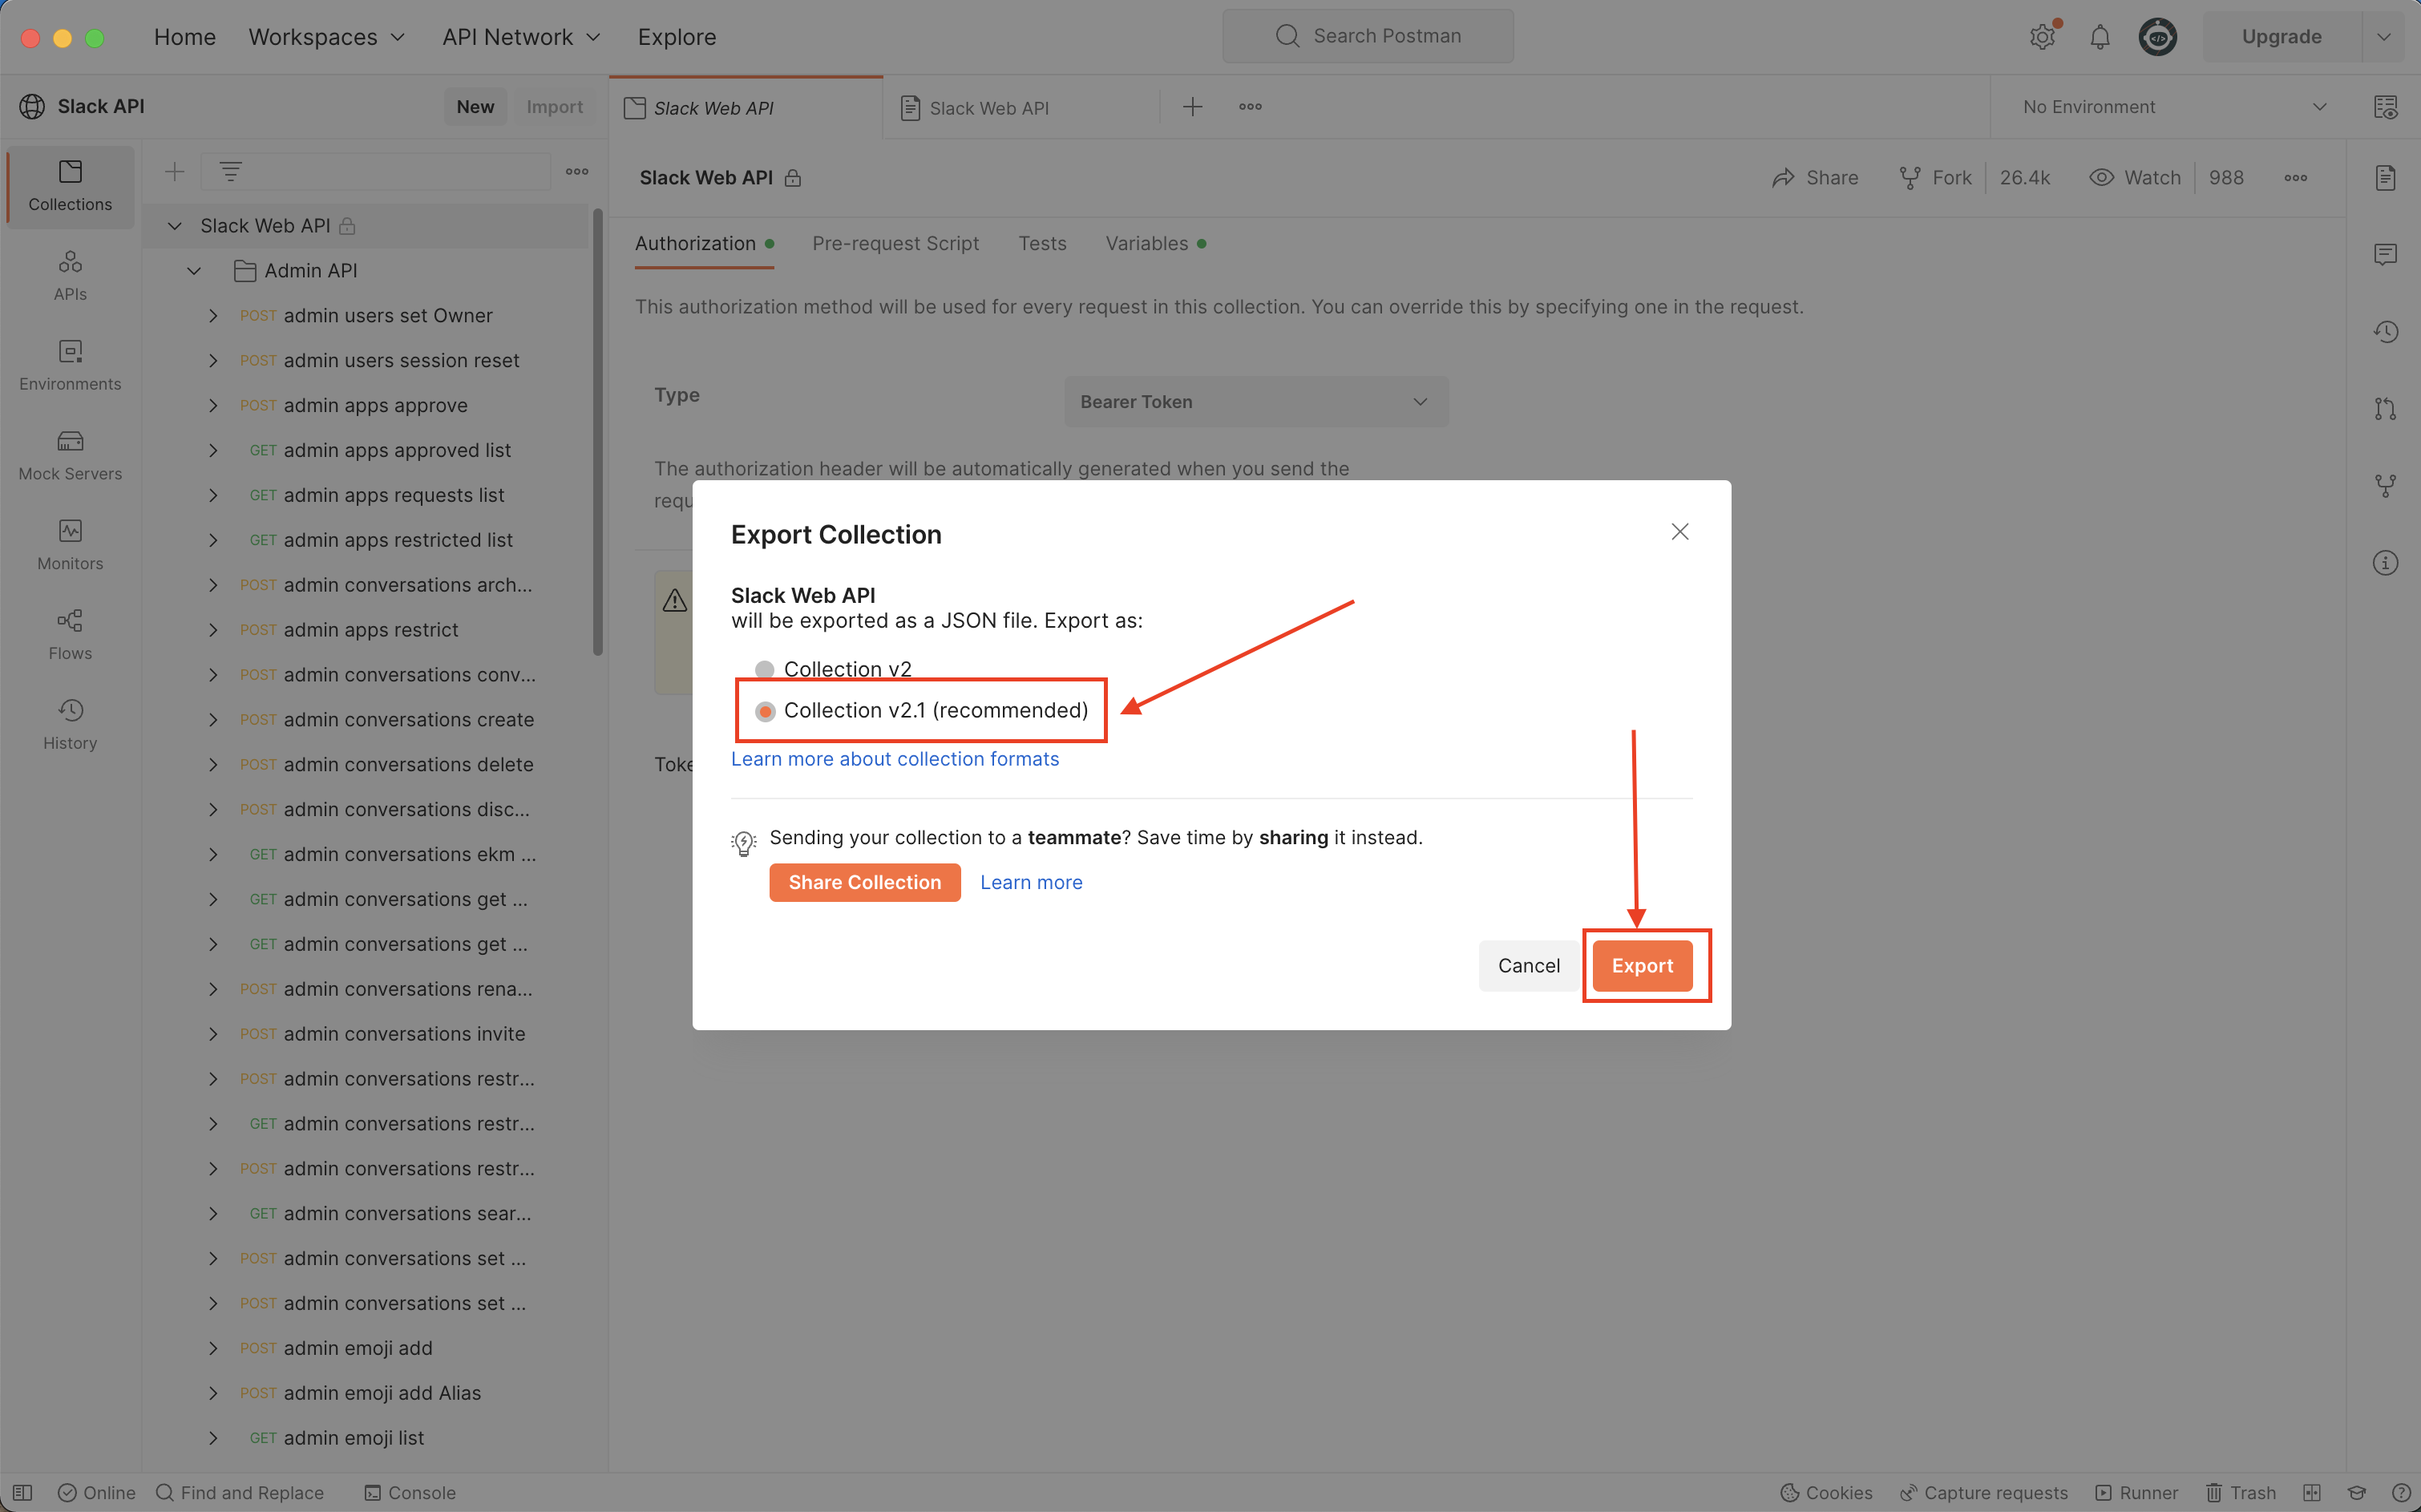 Home Workspaces API Network Explore Search Postman Upgrade
Slack API New Import
Slack Web API Slack Web API No Environment
Collections
APIs
Environments
Mock Servers
Monitors
Flows
History
Slack Web API
Admin API
POST admin users set Owner
POST admin users session reset
POST admin apps approve
GET admin apps approved list
GET admin apps requests list
GET admin apps restricted list
POST admin conversations arch...
POST admin apps restrict
POST admin conversations conv...
POST admin conversations create
POST admin conversations delete
POST admin conversations disc...
GET admin conversations ekm ...
GET admin conversations get ...
GET admin conversations get ...
POST admin conversations rena...
POST admin conversations invite
POST admin conversations restr...
GET admin conversations restr...
POST admin conversations restr...
GET admin conversations sear...
POST admin conversations set ...
POST admin conversations set ...
POST admin emoji add
POST admin emoji add Alias
GET admin emoji list
Slack Web API Share Fork 26.4k Watch 988
Authorization Pre-request Script Tests Variables
This authorization method will be used for every request in this collection. You can override this by specifying one in the request.
Type Bearer Token
The authorization header will be automatically generated when you send the
requ
Toke
Export Collection
Slack Web API
will be exported as a JSON file. Export as:
Collection v2
Collection v2.1 (recommended)
Learn more about collection formats
Sending your collection to a teammate? Save time by sharing it instead.
Share Collection Learn more
Cancel Export
Online Find and Replace Console Cookies Capture requests Runner Trash